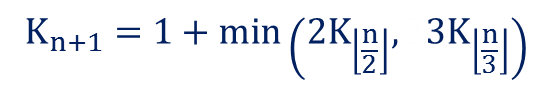 K_{n+1} = 1 + min(2K_{⌊n/2⌋}, 3K_{⌊n/3⌋})